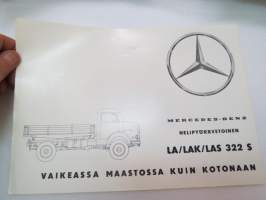 MERCEDES-BENZ
NELIPYÖRÄVETOINEN
LA/LAK/LAS 322 S
VAIKEASSA MAASTOSSA KUIN KOTONAAN